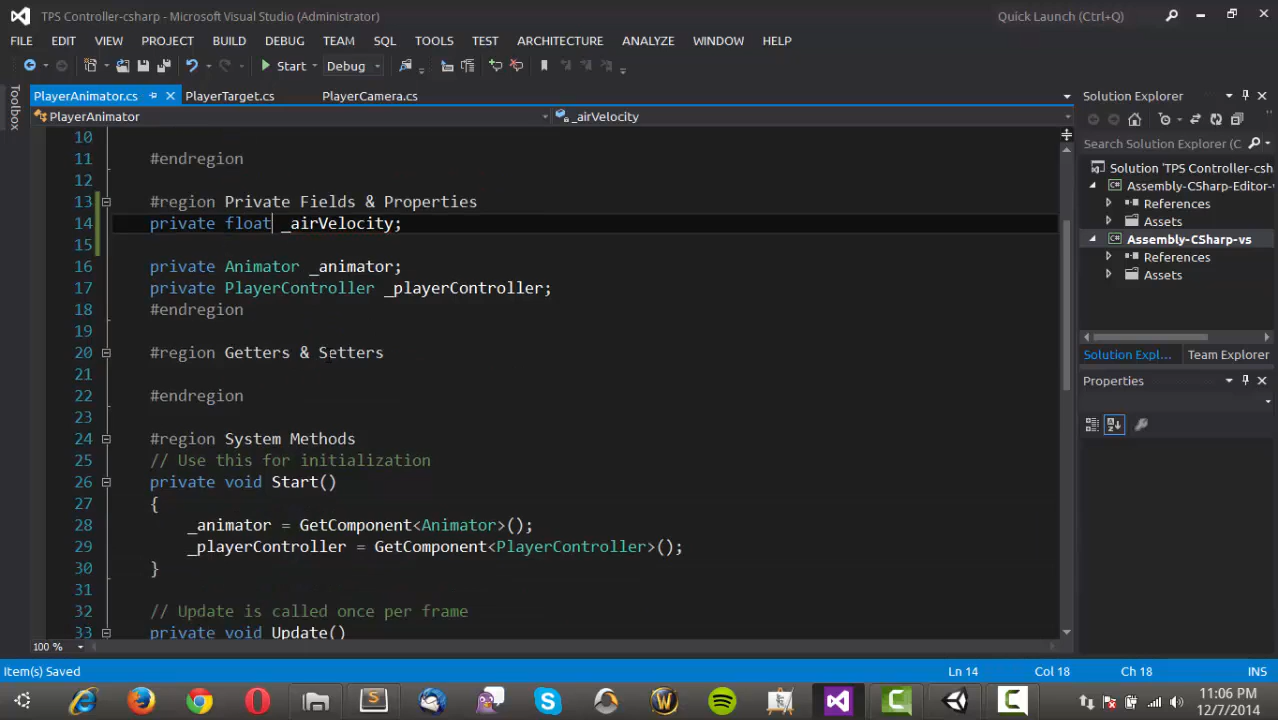 TPS Controller-csharp - Microsoft Visual Studio (Administrator)
Quick Launch (Ctrl+Q)
FILE EDIT VIEW PROJECT BUILD DEBUG TEAM SQL TOOLS TEST ARCHITECTURE ANALYZE WINDOW HELP
Start Debug
Toolbox
PlayerAnimator.cs PlayerTarget.cs PlayerCamera.cs
PlayerAnimator _airVelocity
10
11 #endregion
12
13 #region Private Fields & Properties
14 private float _airVelocity;
15
16 private Animator _animator;
17 private PlayerController _playerController;
18 #endregion
19
20 #region Getters & Setters
21
22 #endregion
23
24 #region System Methods
25 // Use this for initialization
26 private void Start()
27 {
28 _animator = GetComponent<Animator>();
29 _playerController = GetComponent<PlayerController>();
30 }
31
32 // Update is called once per frame
33 private void Update()
100 %
Solution Explorer
Search Solution Explorer (C
Solution 'TPS Controller-csh
Assembly-CSharp-Editor-
References
Assets
Assembly-CSharp-vs
References
Assets
Solution Expl... Team Explorer
Properties
Item(s) Saved Ln 14 Col 18 Ch 18 INS
11:06 PM
12/7/2014